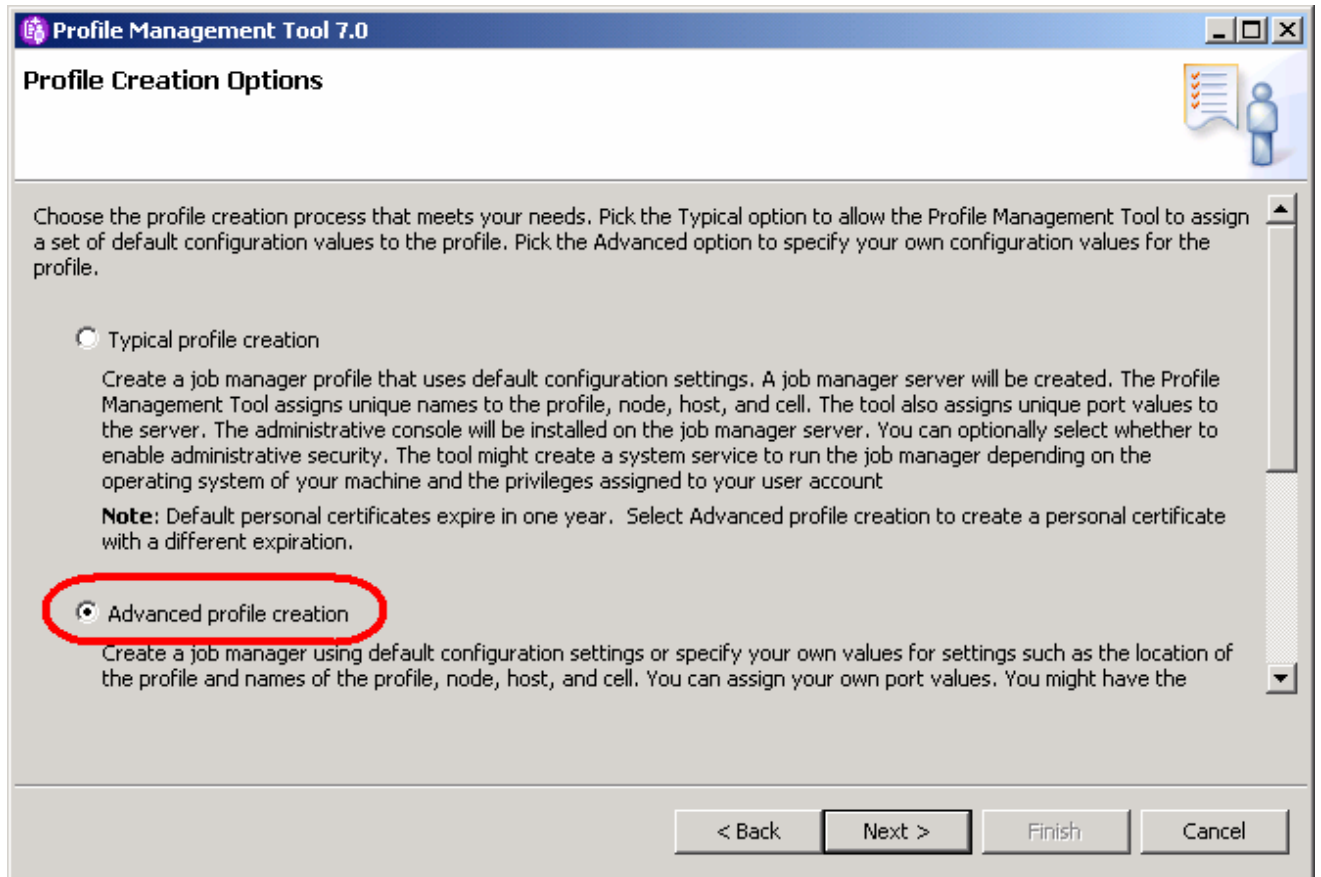 Profile Management Tool 7.0
Profile Creation Options
Choose the profile creation process that meets your needs. Pick the Typical option to allow the Profile Management Tool to assign
a set of default configuration values to the profile. Pick the Advanced option to specify your own configuration values for the
profile.
Typical profile creation
Create a job manager profile that uses default configuration settings. A job manager server will be created. The Profile
Management Tool assigns unique names to the profile, node, host, and cell. The tool also assigns unique port values to
the server. The administrative console will be installed on the job manager server. You can optionally select whether to
enable administrative security. The tool might create a system service to run the job manager depending on the
operating system of your machine and the privileges assigned to your user account
Note: Default personal certificates expire in one year. Select Advanced profile creation to create a personal certificate
with a different expiration.
Advanced profile creation
Create a job manager using default configuration settings or specify your own values for settings such as the location of
the profile and names of the profile, node, host, and cell. You can assign your own port values. You might have the
< Back Next > Finish Cancel